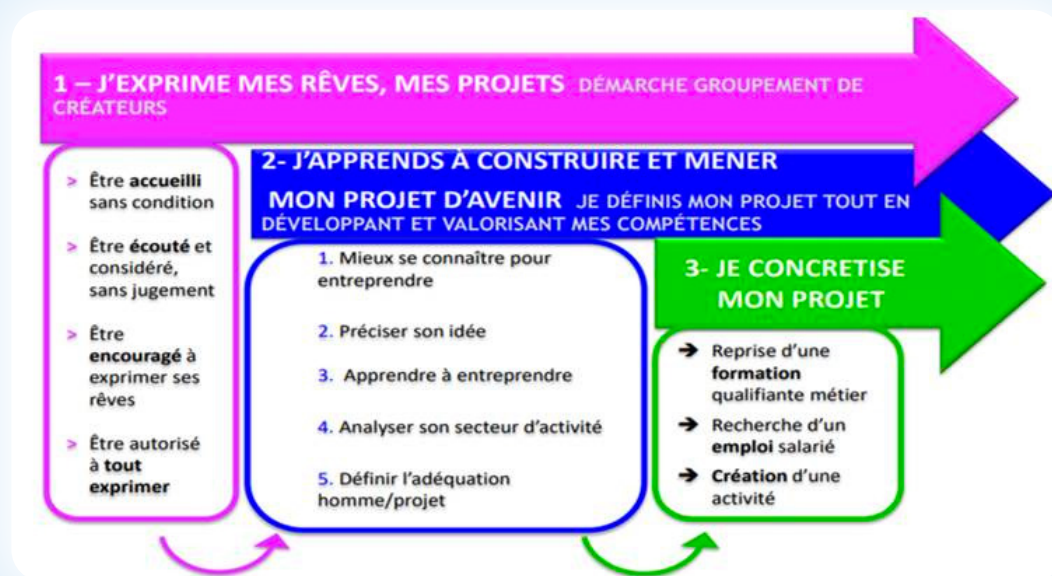 1 – J'EXPRIME MES RÊVES, MES PROJETS DÉMARCHE GROUPEMENT DE
CRÉATEURS
> Être accueilli
sans condition
> Être écouté et
considéré,
sans jugement
> Être
encouragé à
exprimer ses
rêves
> Être autorisé
à tout
exprimer
2- J'APPRENDS À CONSTRUIRE ET MENER
MON PROJET D'AVENIR JE DÉFINIS MON PROJET TOUT EN
DÉVELOPPANT ET VALORISANT MES COMPÉTENCES
1. Mieux se connaître pour
entreprendre
2. Préciser son idée
3. Apprendre à entreprendre
4. Analyser son secteur d'activité
5. Définir l'adéquation
homme/projet
3- JE CONCRETISE
MON PROJET
➔ Reprise d'une
formation
qualifiante métier
➔ Recherche d'un
emploi salarié
➔ Création d'une
activité